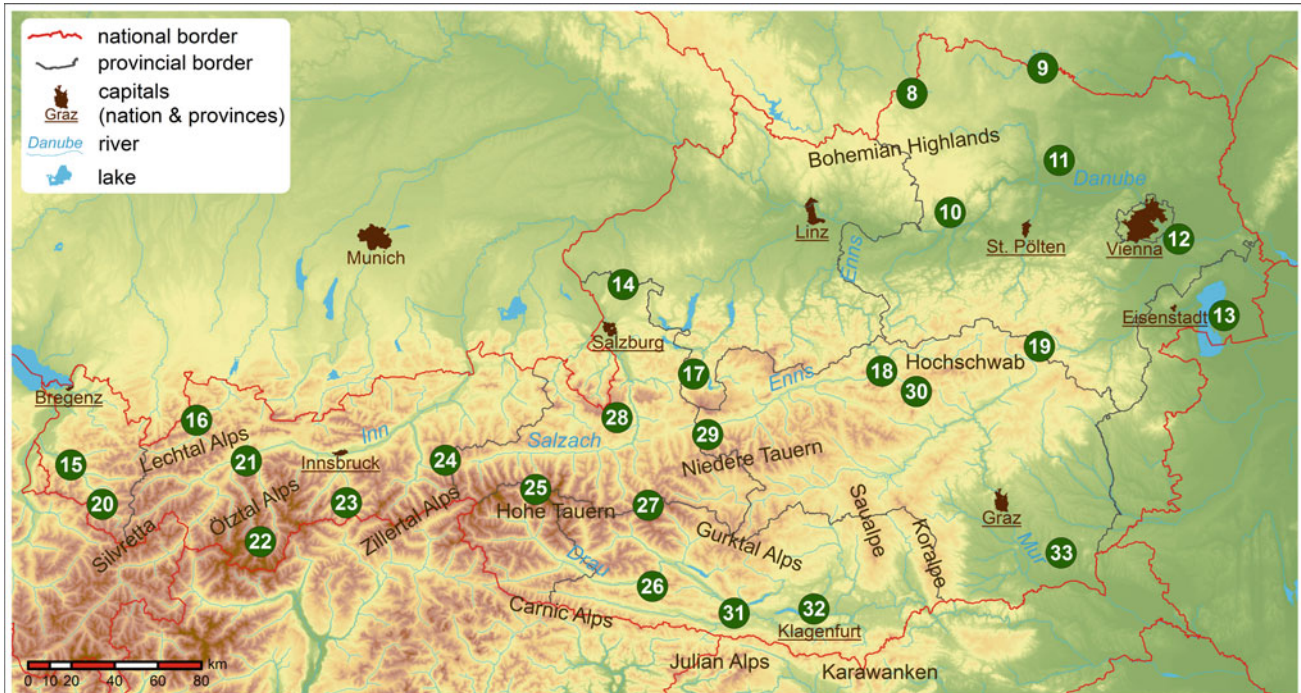 national border
provincial border
capitals
Graz
(nation & provinces)
Danube
river
lake
8
9
Bohemian Highlands
11
Danube
10
Munich
Linz
St. Pölten
Vienna
12
Enns
14
Salzburg
Eisenstadt
13
19
Hochschwab
17
18
Enns
30
Bregenz
16
28
Inn
Salzach
29
Lechtal Alps
15
21
Innsbruck
24
Niedere Tauern
20
23
25
27
Hohe Tauern
Graz
Silvretta
Ötztal Alps
Zillertal Alps
Gurktal Alps
Saualpe
Koralpe
22
Mur
33
Drau
26
Carnic Alps
31
32
Klagenfurt
Julian Alps
Karawanken
km
0 10 20 40 60 80